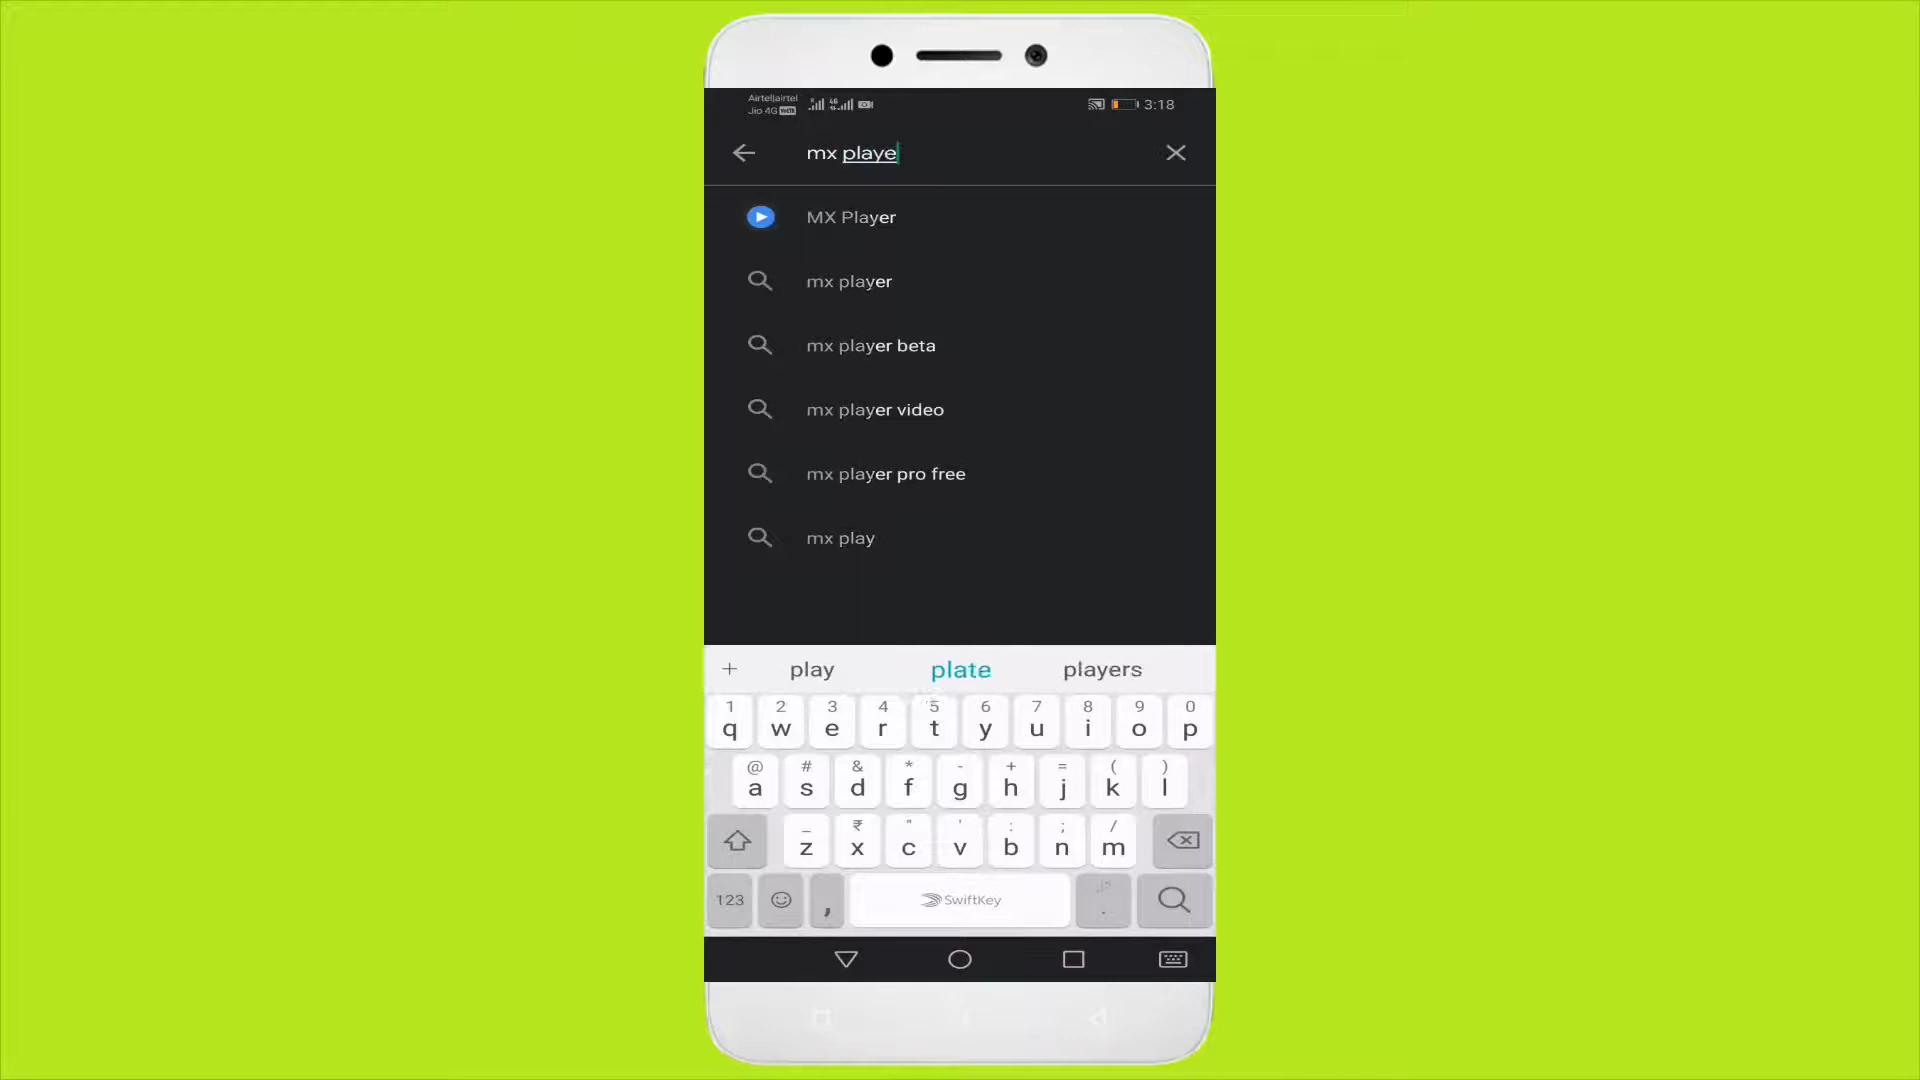 Airtel|airtel
Jio 4G VoLTE 4G 3:18
mx playe
MX Player
mx player
mx player beta
mx player video
mx player pro free
mx play
+ play plate players
1 2 3 4 5 6 7 8 9 0
q w e r t y u i o p
@ # & * - + = ( )
a s d f g h j k l
_ ₹ " ' : ; /
z x c v b n m
123 , SwiftKey .